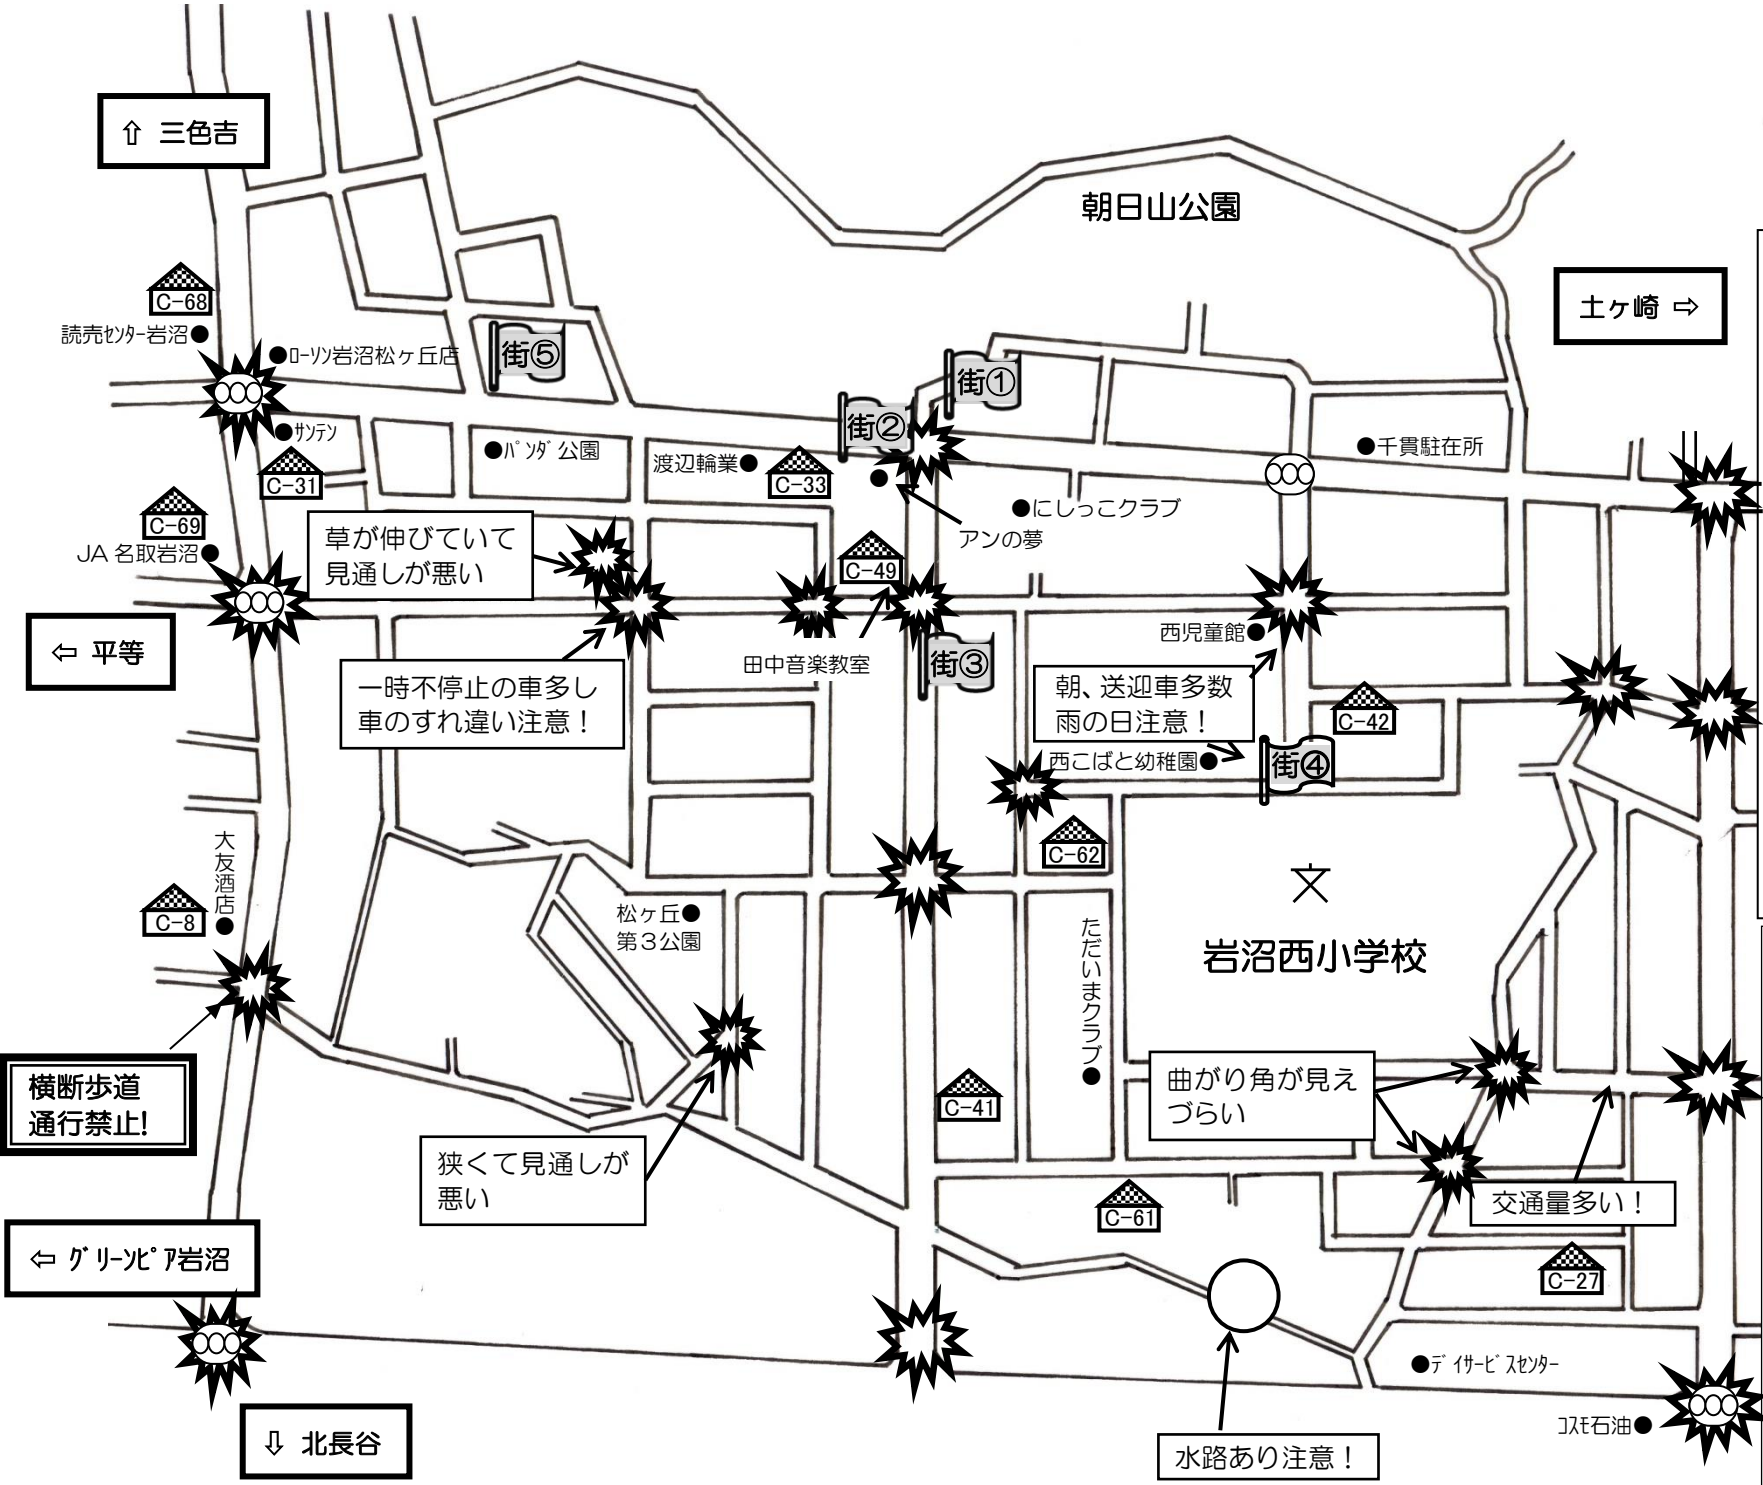 ⇧ 三色吉
朝日山公園
土ヶ崎 ⇨
C-68
読売ｾﾝﾀｰ岩沼●
●ﾛｰｿﾝ岩沼松ヶ丘店
街⑤
街①
街②
●ｻﾝﾃﾝ
●ﾊﾟﾝﾀﾞ公園
渡辺輪業●
C-31
C-33
●千貫駐在所
●にしっこクラブ
アンの夢
C-69
JA 名取岩沼●
草が伸びていて
見通しが悪い
C-49
⇦ 平等
一時不停止の車多し
車のすれ違い注意！
田中音楽教室
街③
西児童館●
朝、送迎車多数
雨の日注意！
C-42
西こばと幼稚園●
街④
大友酒店
C-8
C-62
松ヶ丘●
第３公園
文
岩沼西小学校
ただいまクラブ●
横断歩道
通行禁止!
C-41
曲がり角が見え
づらい
狭くて見通しが
悪い
C-61
交通量多い！
⇦ ｸﾞﾘｰﾝﾋﾟｱ岩沼
C-27
●ﾃﾞｲｻｰﾋﾞｽｾﾝﾀｰ
ｺｽﾓ石油●
⇩ 北長谷
水路あり注意！